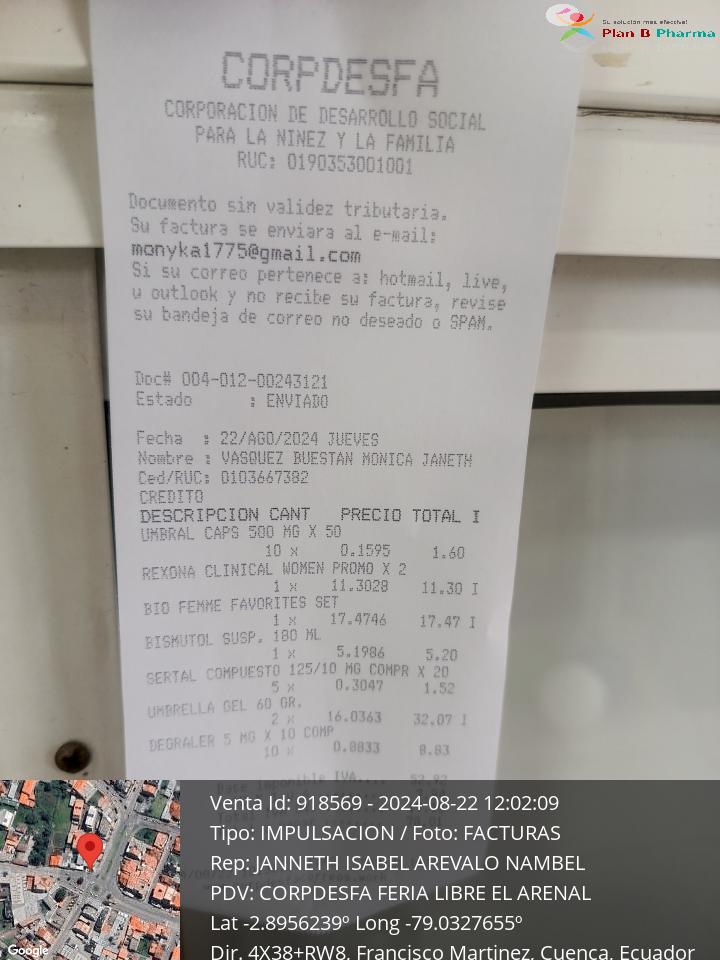 Su solución más efectiva!
Plan B Pharma
CORPDESFA
CORPORACION DE DESARROLLO SOCIAL
PARA LA NINEZ Y LA FAMILIA
RUC: 0190353001001
Documento sin validez tributaria.
Su factura se enviara al e-mail:
monyka1775@gmail.com
Si su correo pertenece a: hotmail, live,
u outlook y no recibe su factura, revise
su bandeja de correo no deseado o SPAM.
Doc# 004-012-00243121
Estado : ENVIADO
Fecha : 22/AGO/2024 JUEVES
Nombre : VASQUEZ BUESTAN MONICA JANETH
Ced/RUC: 0103667382
CREDITO
DESCRIPCION CANT PRECIO TOTAL I
UMBRAL CAPS 500 MG X 50
10 x 0.1595 1.60
REXONA CLINICAL WOMEN PROMO X 2
1 x 11.3028 11.30 I
BIO FEMME FAVORITES SET
1 x 17.4746 17.47 I
BISMUTOL SUSP. 180 ML
1 x 5.1986 5.20
SERTAL COMPUESTO 125/10 MG COMPR X 20
5 x 0.3047 1.52
UMBRELLA GEL 60 GR.
2 x 16.0363 32.07 I
DEGRALER 5 MG X 10 COMP
10 x 0.8833 8.83
Base imponible IVA....
Venta Id: 918569 - 2024-08-22 12:02:09
Tipo: IMPULSACION / Foto: FACTURAS
Rep: JANNETH ISABEL AREVALO NAMBEL
PDV: CORPDESFA FERIA LIBRE EL ARENAL
Lat -2.8956239º Long -79.0327655º
Dir. 4X38+RW8, Francisco Martinez, Cuenca, Ecuador
Google